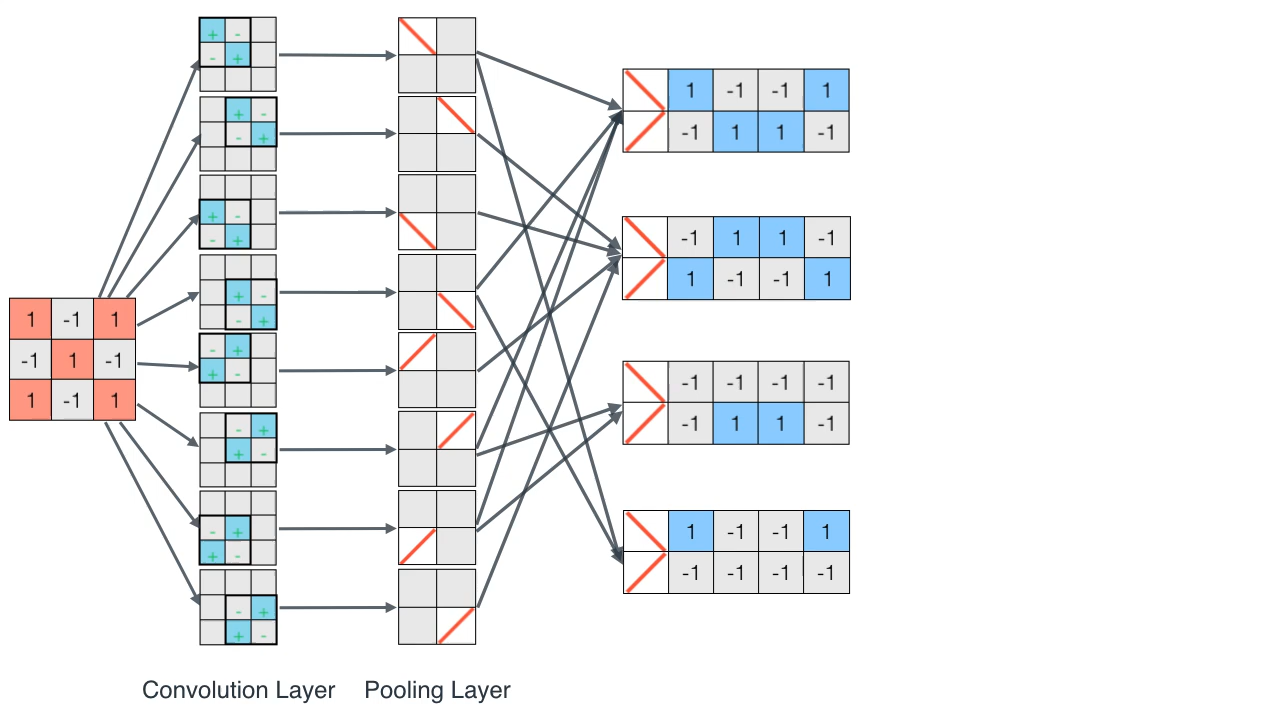 + -
- +
+ -
- +
+ -
- +
+ -
- +
- +
+ -
- +
+ -
- +
+ -
- +
+ -
1 -1 1
-1 1 -1
1 -1 1
1 -1 -1 1
-1 1 1 -1
-1 1 1 -1
1 -1 -1 1
-1 -1 -1 -1
-1 1 1 -1
1 -1 -1 1
-1 -1 -1 -1
Convolution Layer
Pooling Layer